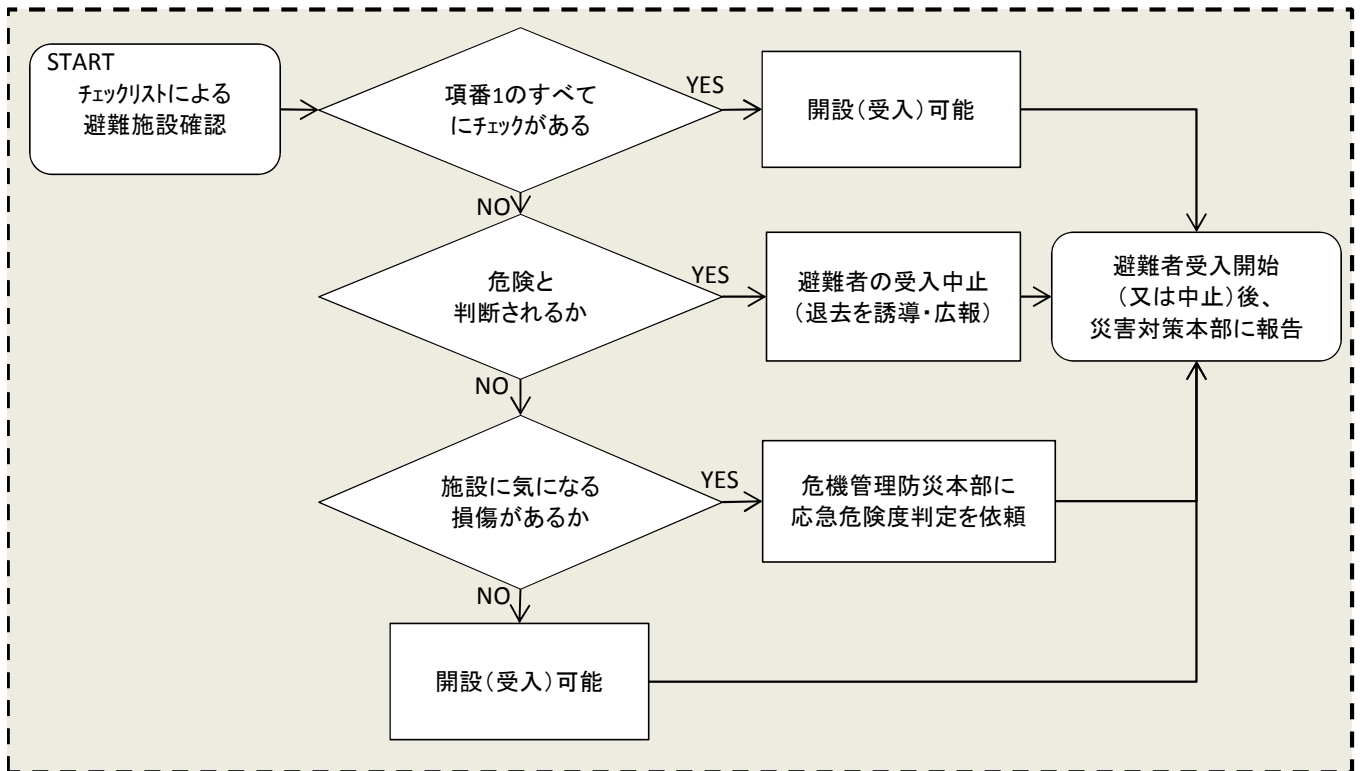 START
チェックリストによる
避難施設確認
項番1のすべて
にチェックがある
YES
開設(受入)可能
NO
危険と
判断されるか
YES
避難者の受入中止
(退去を誘導・広報)
避難者受入開始
(又は中止)後、
災害対策本部に報告
NO
施設に気になる
損傷があるか
YES
危機管理防災本部に
応急危険度判定を依頼
NO
開設(受入)可能